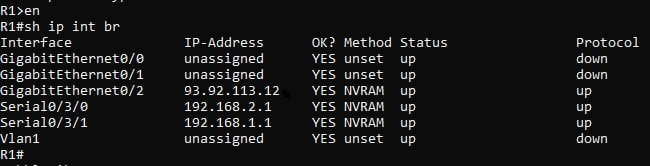 R1>en
R1#sh ip int br
Interface IP-Address OK? Method Status Protocol
GigabitEthernet0/0 unassigned YES unset up down
GigabitEthernet0/1 unassigned YES unset up down
GigabitEthernet0/2 93.92.113.12 YES NVRAM up up
Serial0/3/0 192.168.2.1 YES NVRAM up up
Serial0/3/1 192.168.1.1 YES NVRAM up up
Vlan1 unassigned YES unset up down
R1#